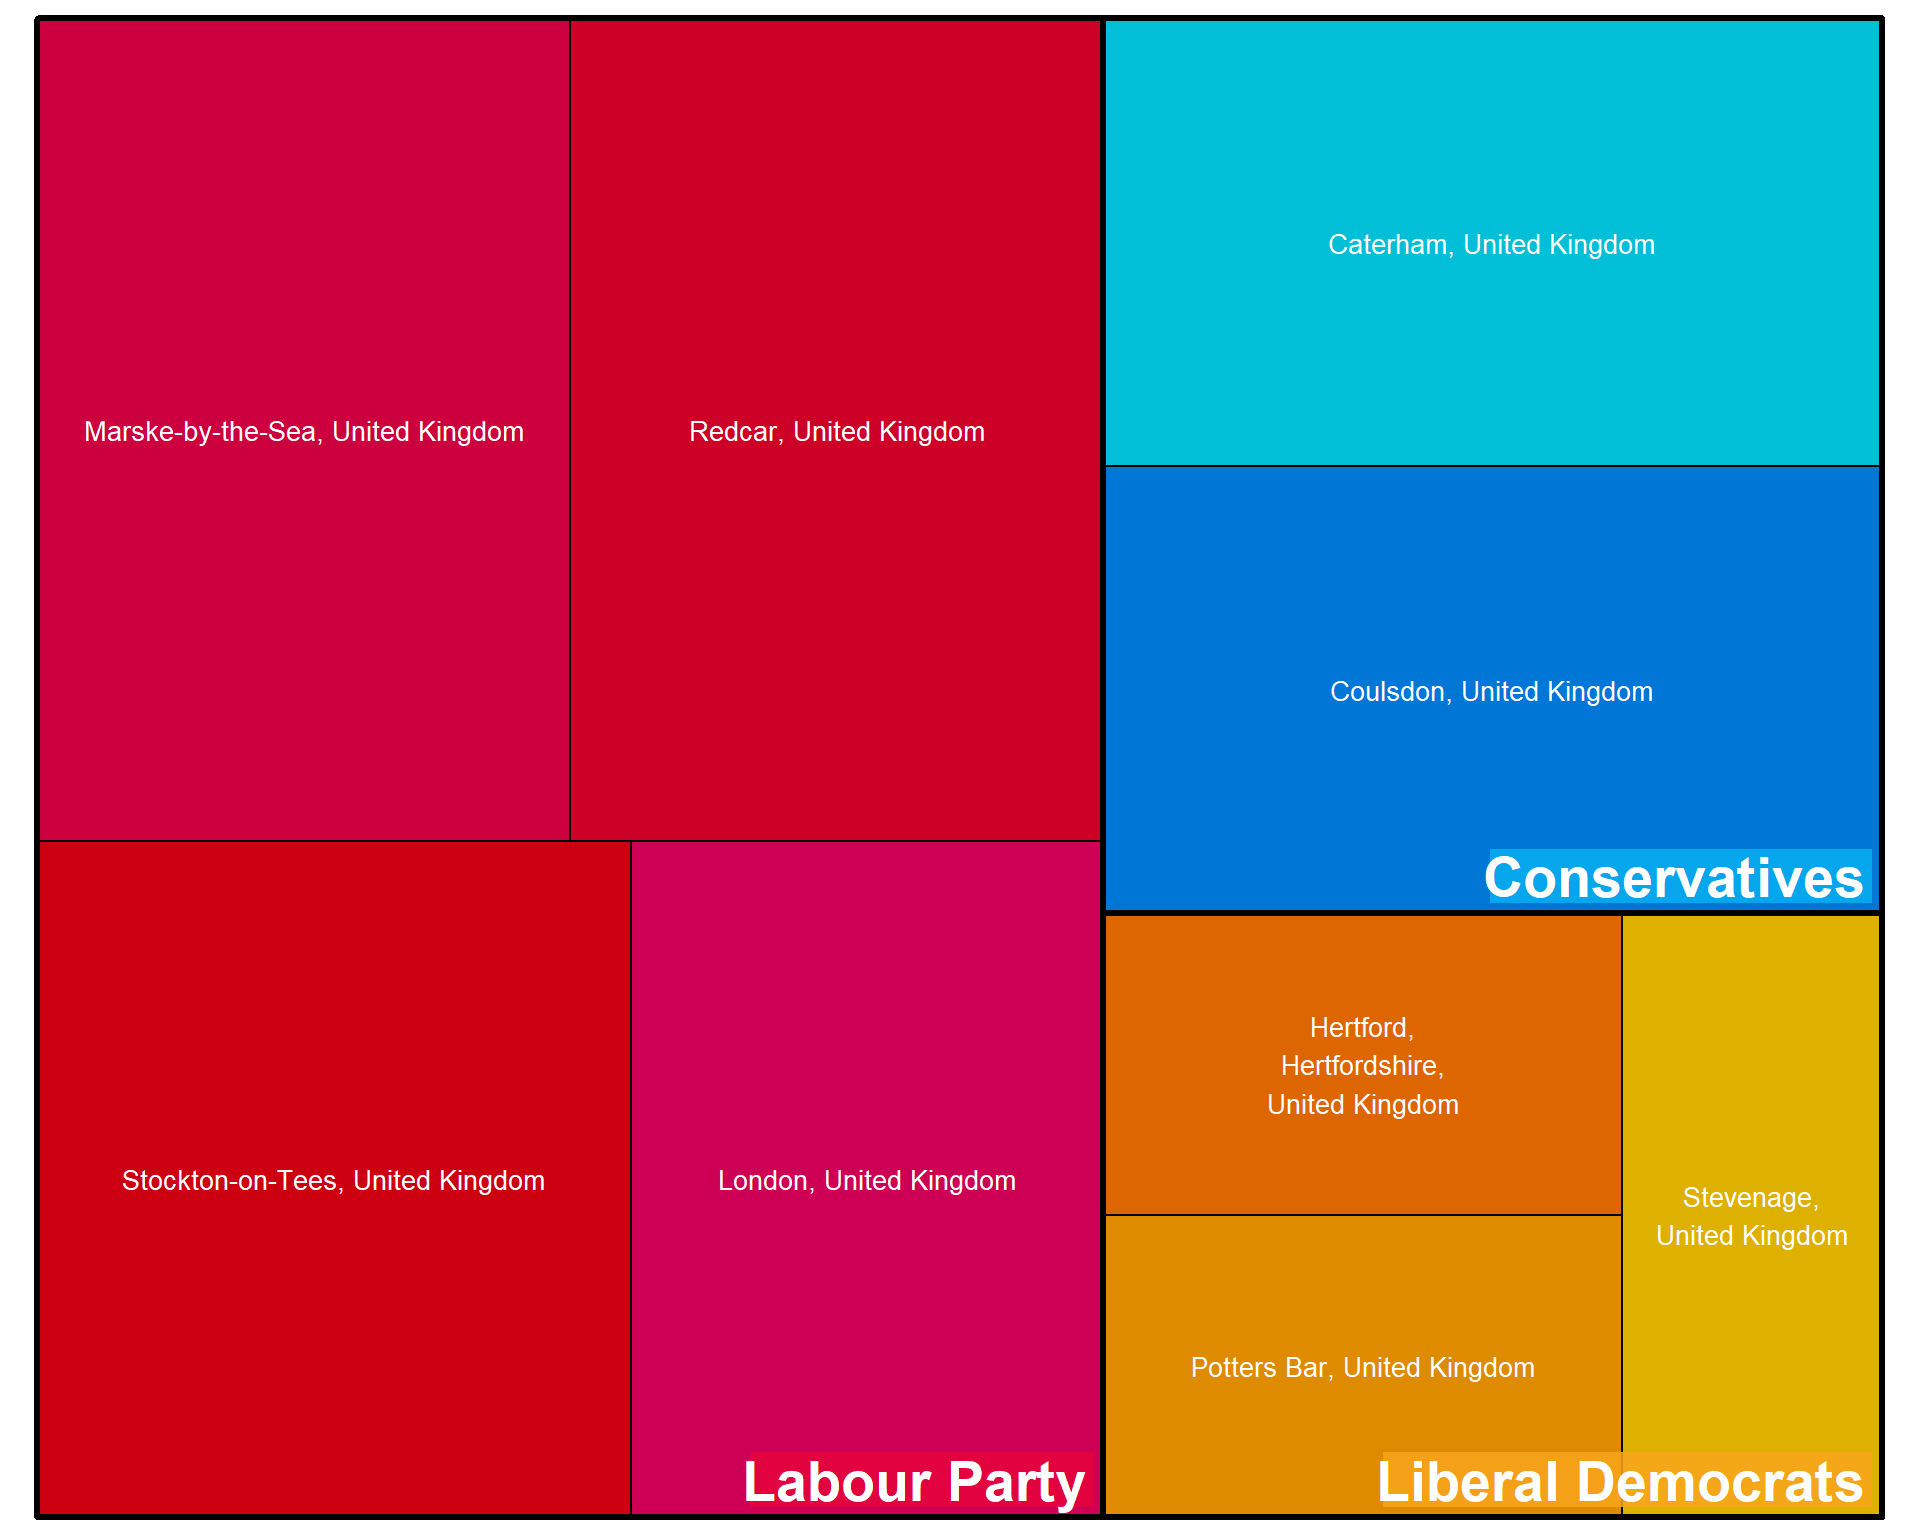 Marske-by-the-Sea, United Kingdom
Redcar, United Kingdom
Stockton-on-Tees, United Kingdom
London, United Kingdom
Labour Party
Caterham, United Kingdom
Coulsdon, United Kingdom
Conservatives
Hertford,
Hertfordshire,
United Kingdom
Potters Bar, United Kingdom
Stevenage,
United Kingdom
Liberal Democrats